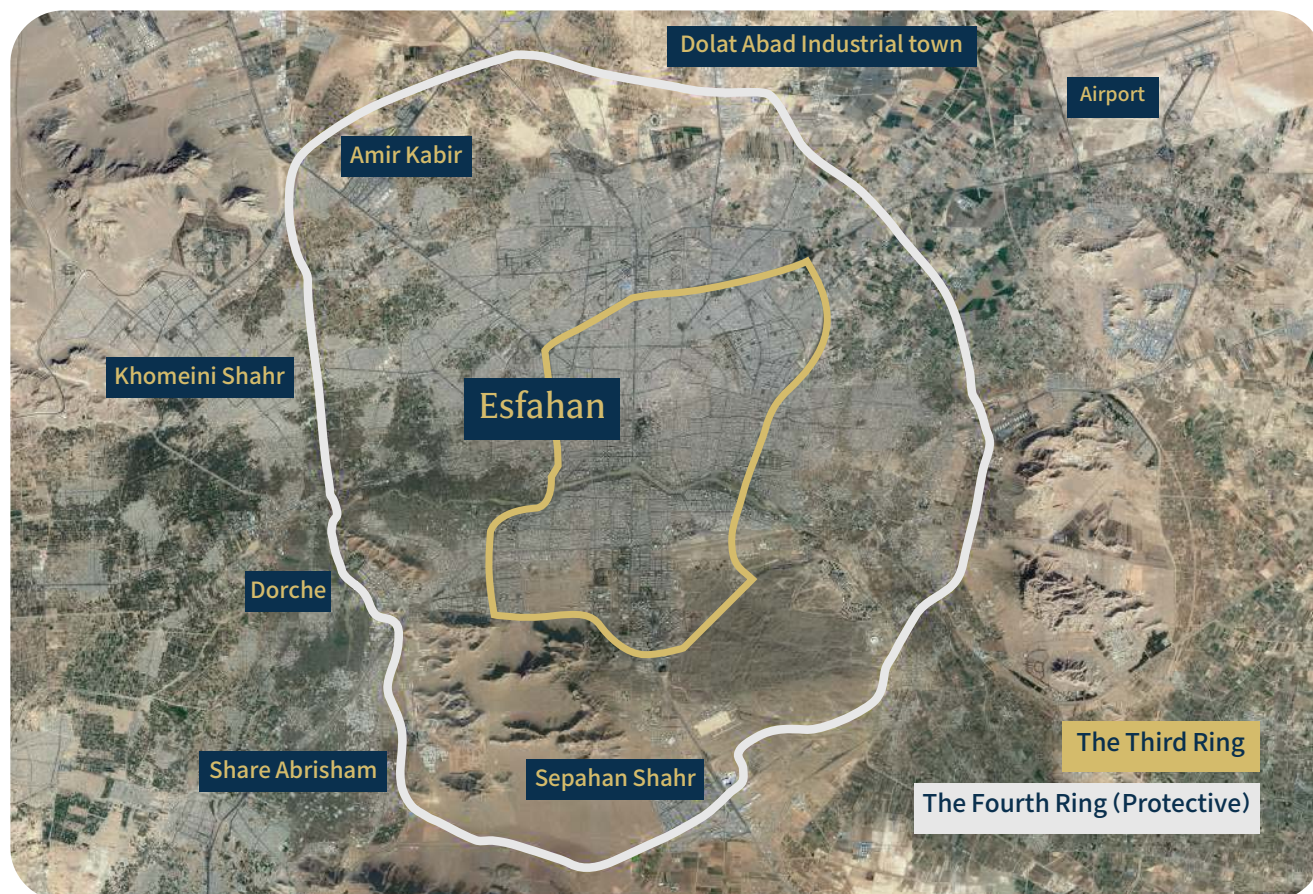 Dolat Abad Industrial town
Airport
Amir Kabir
Khomeini Shahr
Esfahan
Dorche
Share Abrisham
Sepahan Shahr
The Third Ring
The Fourth Ring (Protective)